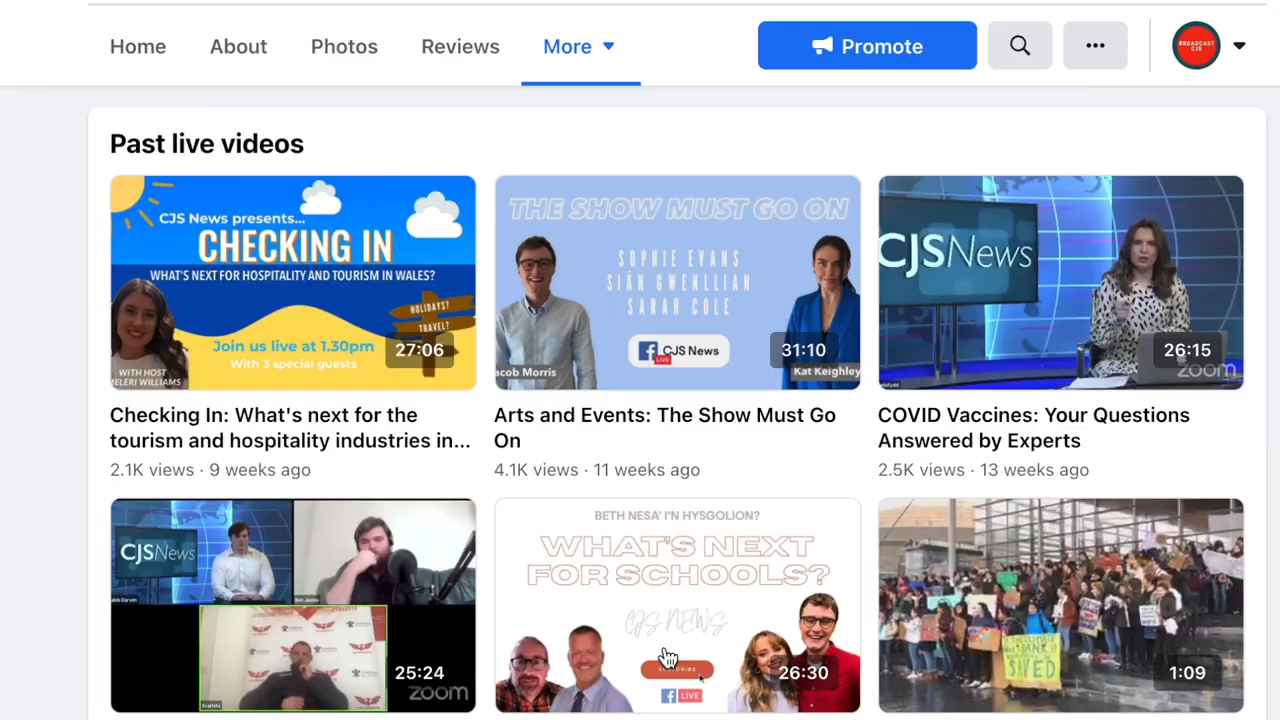 Home About Photos Reviews More Promote
BROADCAST
CJS
Past live videos
CJS News presents...
CHECKING IN
WHAT'S NEXT FOR HOSPITALITY AND TOURISM IN WALES?
HOLIDAYS?
TRAVEL?
Join us live at 1.30pm
With 3 special guests
WITH HOST
MELERI WILLIAMS
27:06
THE SHOW MUST GO ON
SOPHIE EVANS
SIÂN GWENLLIAN
SARAH COLE
CJS News
LIVE
acob Morris
Kat Keighley
31:10
CJSNews
26:15
zoom
Checking In: What's next for the
tourism and hospitality industries in...
2.1K views · 9 weeks ago
Arts and Events: The Show Must Go
On
4.1K views · 11 weeks ago
COVID Vaccines: Your Questions
Answered by Experts
2.5K views · 13 weeks ago
CJSNews
25:24
zoom
BETH NESA' I'N HYSGOLION?
WHAT'S NEXT
FOR SCHOOLS?
CJS NEWS
SUBSCRIBE
LIVE
26:30
SAVED
1:09